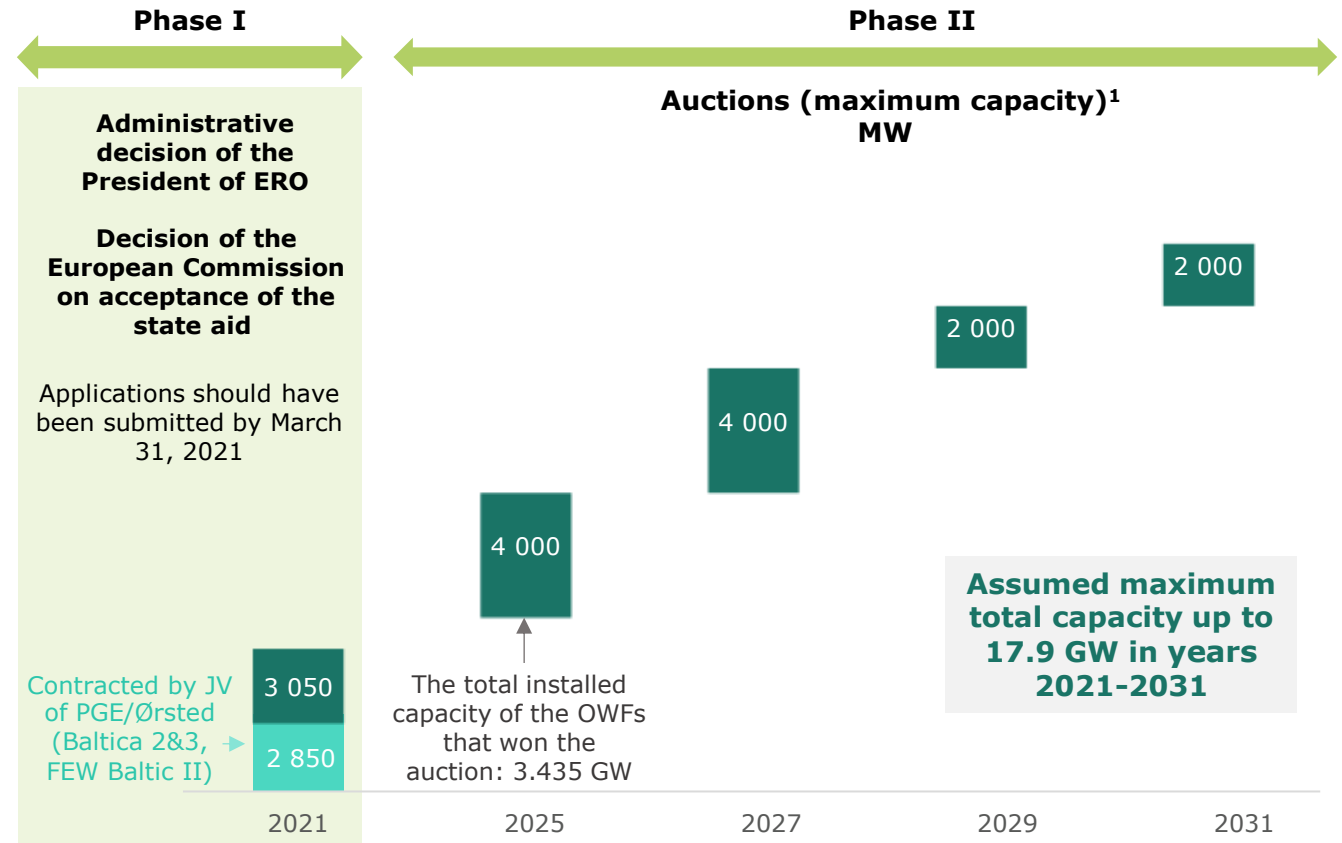 Phase I
Phase II
Administrative
decision of the
President of ERO
Decision of the
European Commission
on acceptance of the
state aid
Applications should have
been submitted by March
31, 2021
Auctions (maximum capacity)¹
MW
2 000
2 000
4 000
4 000
Assumed maximum
total capacity up to
17.9 GW in years
2021-2031
Contracted by JV
of PGE/Ørsted
(Baltica 2&3,
FEW Baltic II)
3 050
2 850
The total installed
capacity of the OWFs
that won the
auction: 3.435 GW
2021
2025
2027
2029
2031